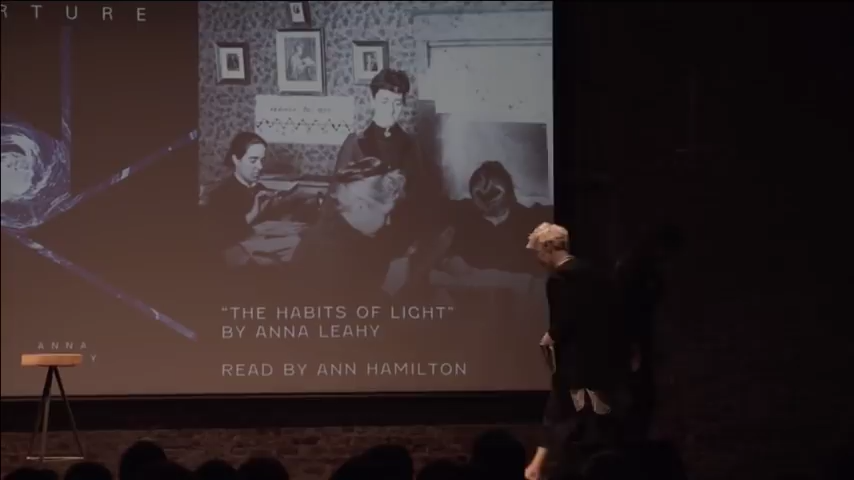 RTURE
"THE HABITS OF LIGHT"
BY ANNA LEAHY
READ BY ANN HAMILTON
ANNA
Y